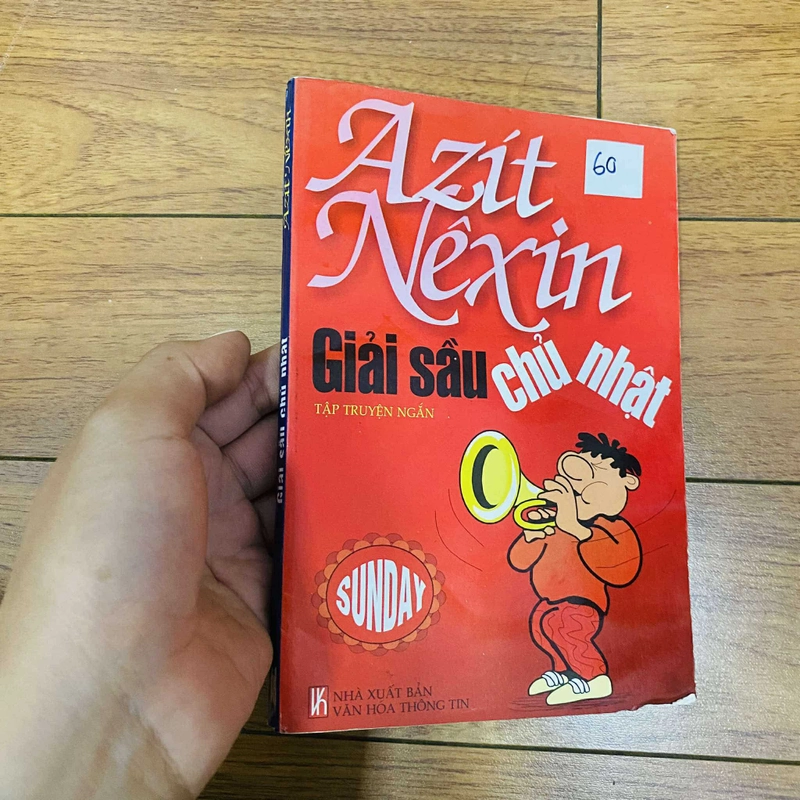 Azít
Nêxin
60
Giải sầu chủ nhật
TẬP TRUYỆN NGẮN
SUNDAY
NHÀ XUẤT BẢN
VĂN HÓA THÔNG TIN
Azít Nêxin
Giải sầu chủ nhật